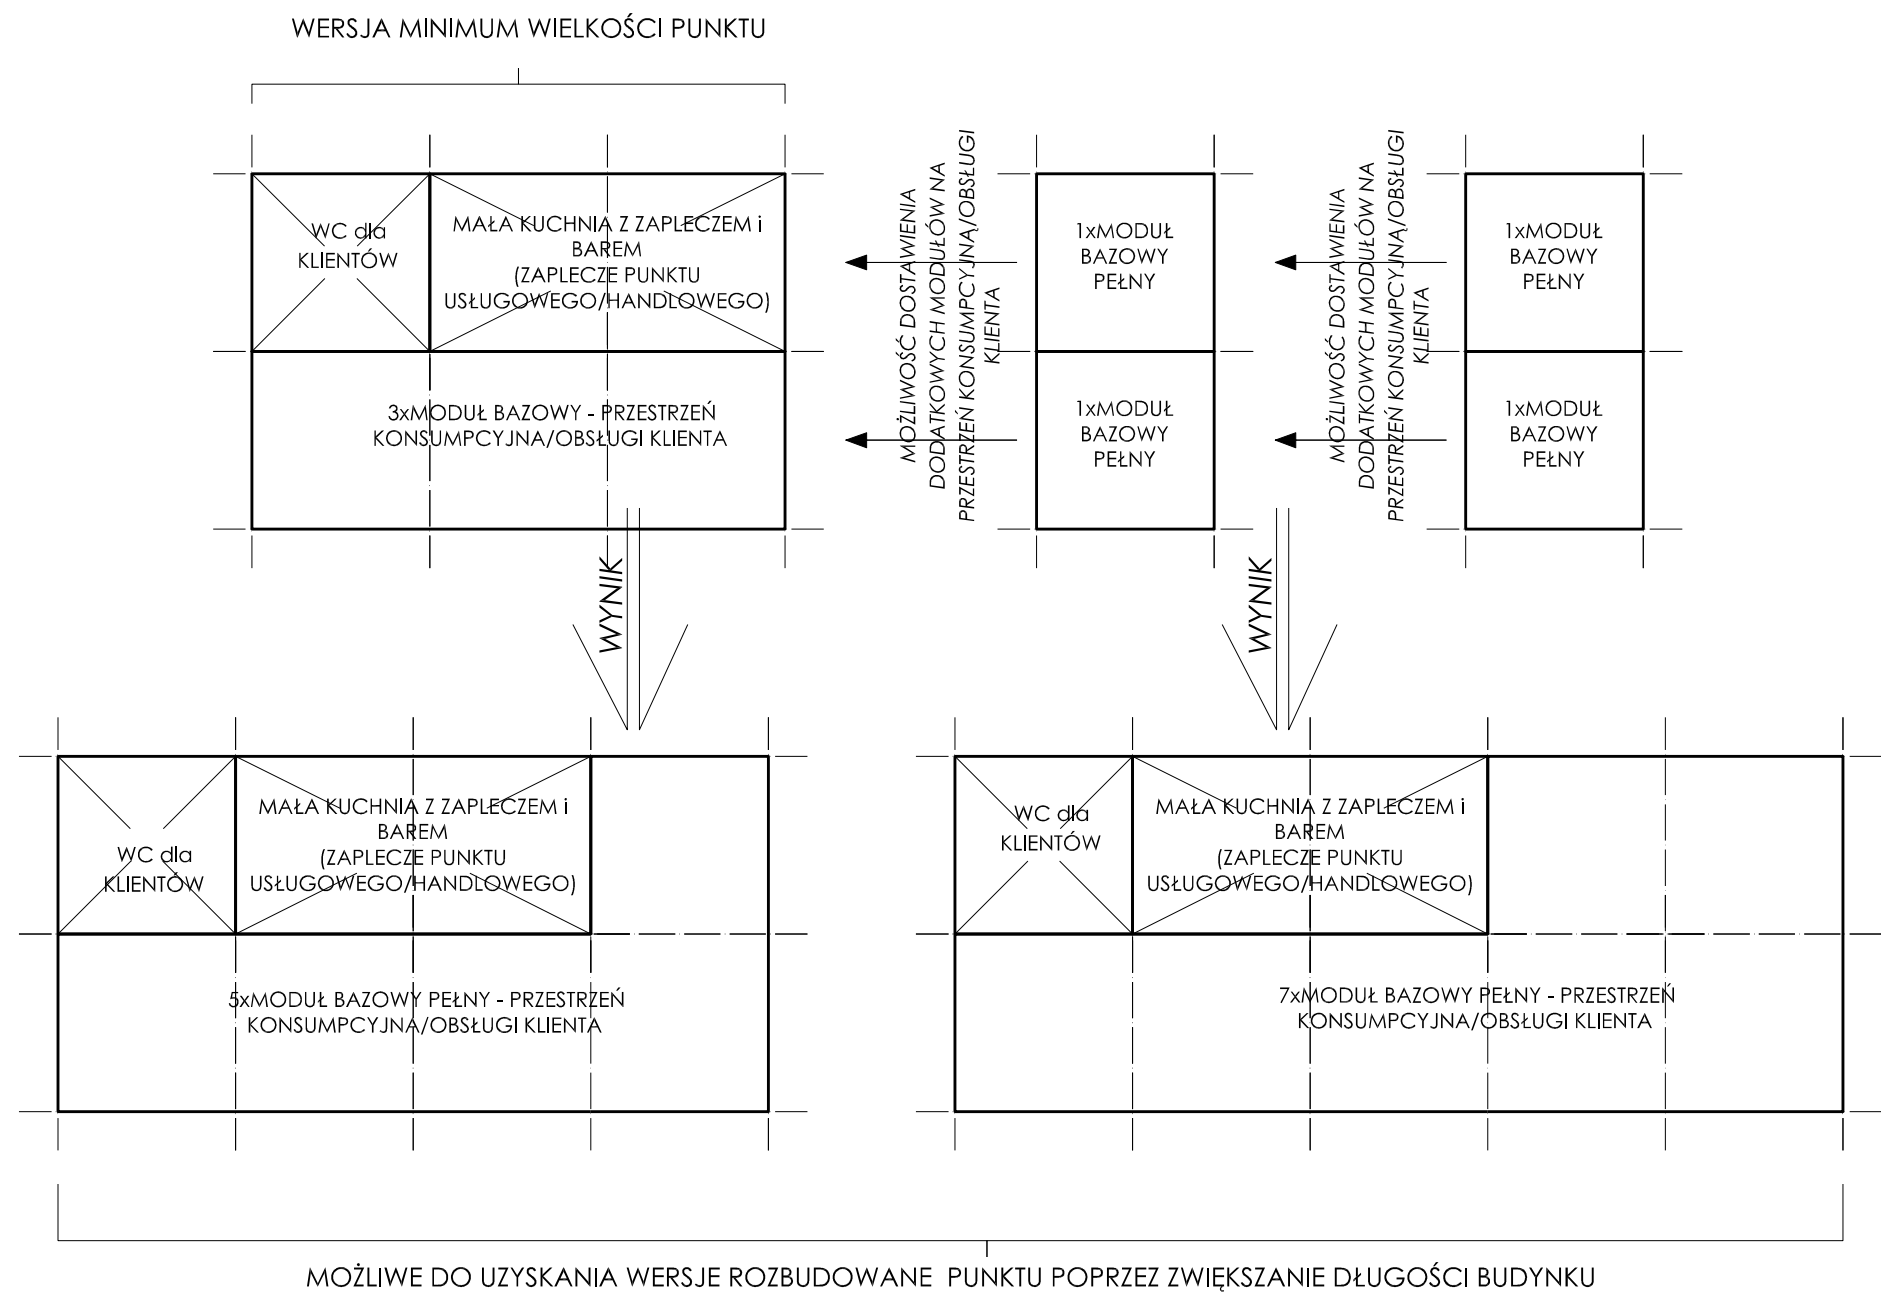 WERSJA MINIMUM WIELKOŚCI PUNKTU
WC dla
KLIENTÓW
MAŁA KUCHNIA Z ZAPLECZEM i
BAREM
(ZAPLECZE PUNKTU
USŁUGOWEGO/HANDLOWEGO)
3xMODUŁ BAZOWY - PRZESTRZEŃ
KONSUMPCYJNA/OBSŁUGI KLIENTA
MOŻLIWOŚĆ DOSTAWIENIA
DODATKOWYCH MODUŁÓW NA
PRZESTRZEŃ KONSUMPCYJNĄ/OBSŁUGI
KLIENTA
1xMODUŁ
BAZOWY
PEŁNY
1xMODUŁ
BAZOWY
PEŁNY
MOŻLIWOŚĆ DOSTAWIENIA
DODATKOWYCH MODUŁÓW NA
PRZESTRZEŃ KONSUMPCYJNĄ/OBSŁUGI
KLIENTA
1xMODUŁ
BAZOWY
PEŁNY
1xMODUŁ
BAZOWY
PEŁNY
WYNIK
WYNIK
WC dla
KLIENTÓW
MAŁA KUCHNIA Z ZAPLECZEM i
BAREM
(ZAPLECZE PUNKTU
USŁUGOWEGO/HANDLOWEGO)
5xMODUŁ BAZOWY PEŁNY - PRZESTRZEŃ
KONSUMPCYJNA/OBSŁUGI KLIENTA
WC dla
KLIENTÓW
MAŁA KUCHNIA Z ZAPLECZEM i
BAREM
(ZAPLECZE PUNKTU
USŁUGOWEGO/HANDLOWEGO)
7xMODUŁ BAZOWY PEŁNY - PRZESTRZEŃ
KONSUMPCYJNA/OBSŁUGI KLIENTA
MOŻLIWE DO UZYSKANIA WERSJE ROZBUDOWANE PUNKTU POPRZEZ ZWIĘKSZANIE DŁUGOŚCI BUDYNKU